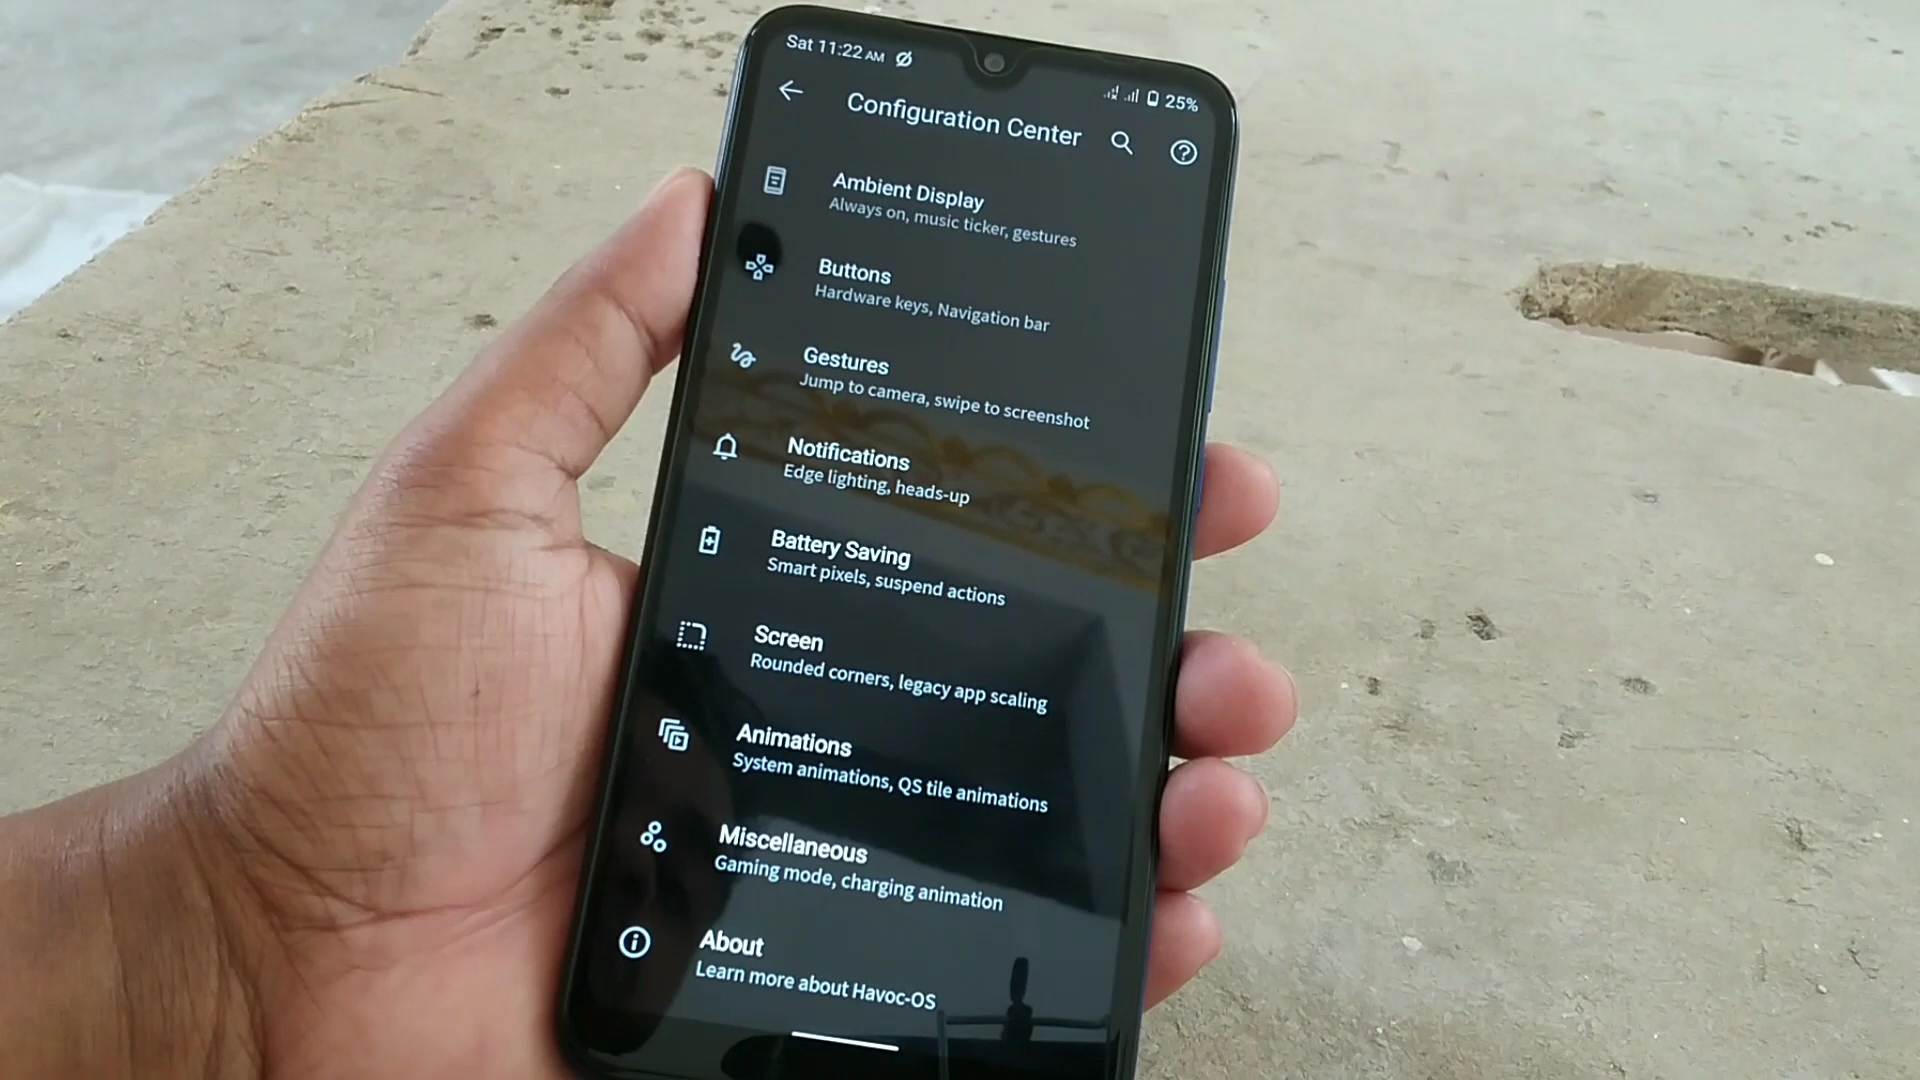 Sat 11:22 AM
25%
Configuration Center
Ambient Display
Always on, music ticker, gestures
Buttons
Hardware keys, Navigation bar
Gestures
Jump to camera, swipe to screenshot
Notifications
Edge lighting, heads-up
Battery Saving
Smart pixels, suspend actions
Screen
Rounded corners, legacy app scaling
Animations
System animations, QS tile animations
Miscellaneous
Gaming mode, charging animation
About
Learn more about Havoc-OS